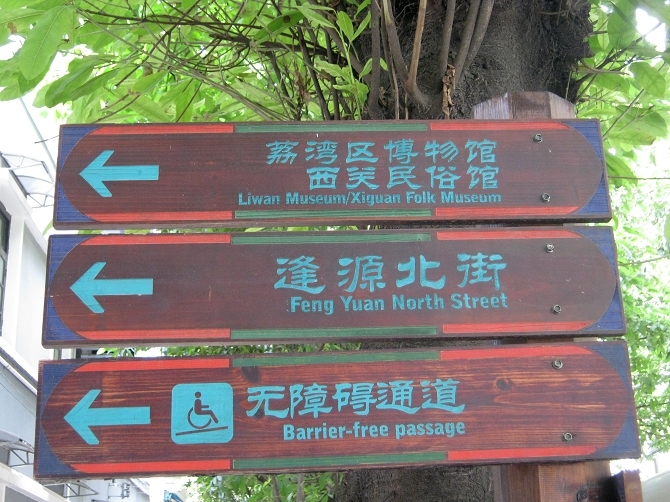 荔湾区博物馆
西关民俗馆
Liwan Museum/Xiguan Folk Museum
逢源北街
Feng Yuan North Street
无障碍通道
Barrier-free passage